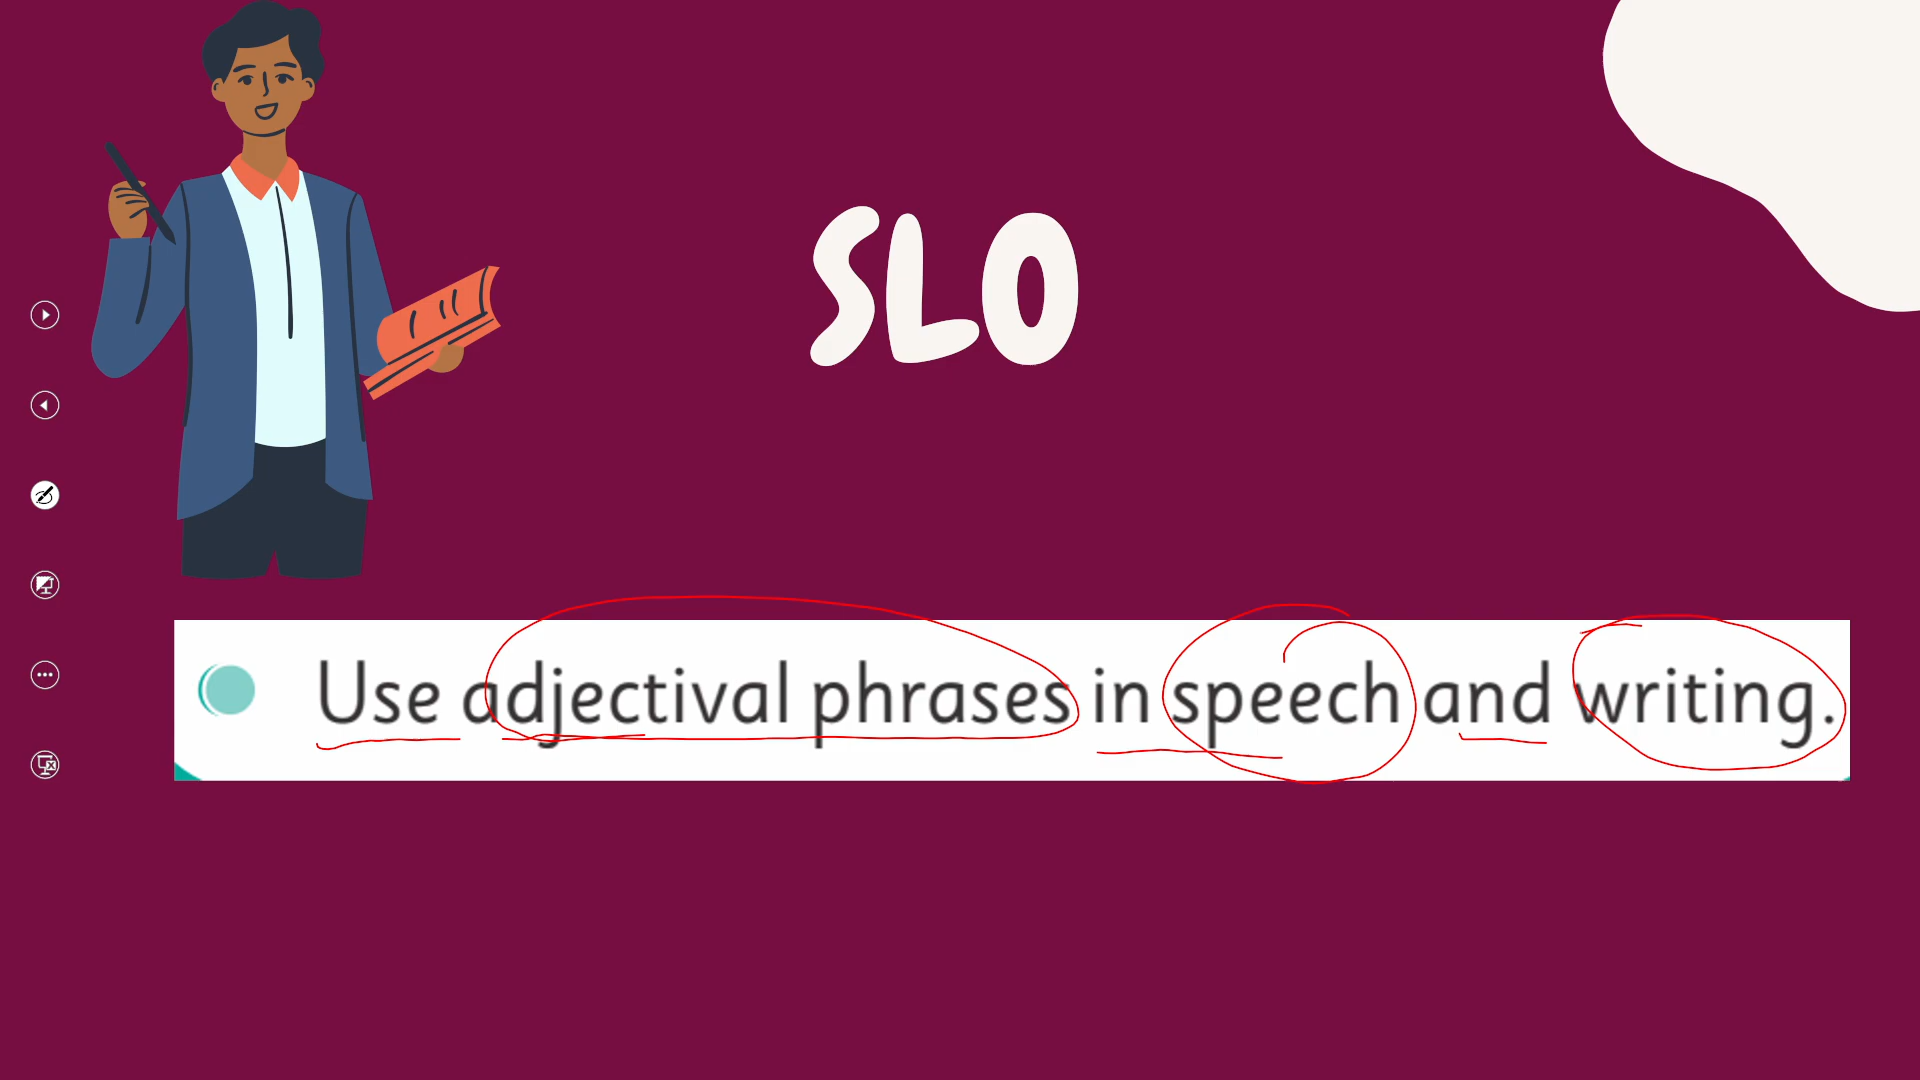 SLO
Use adjectival phrases in speech and writing.